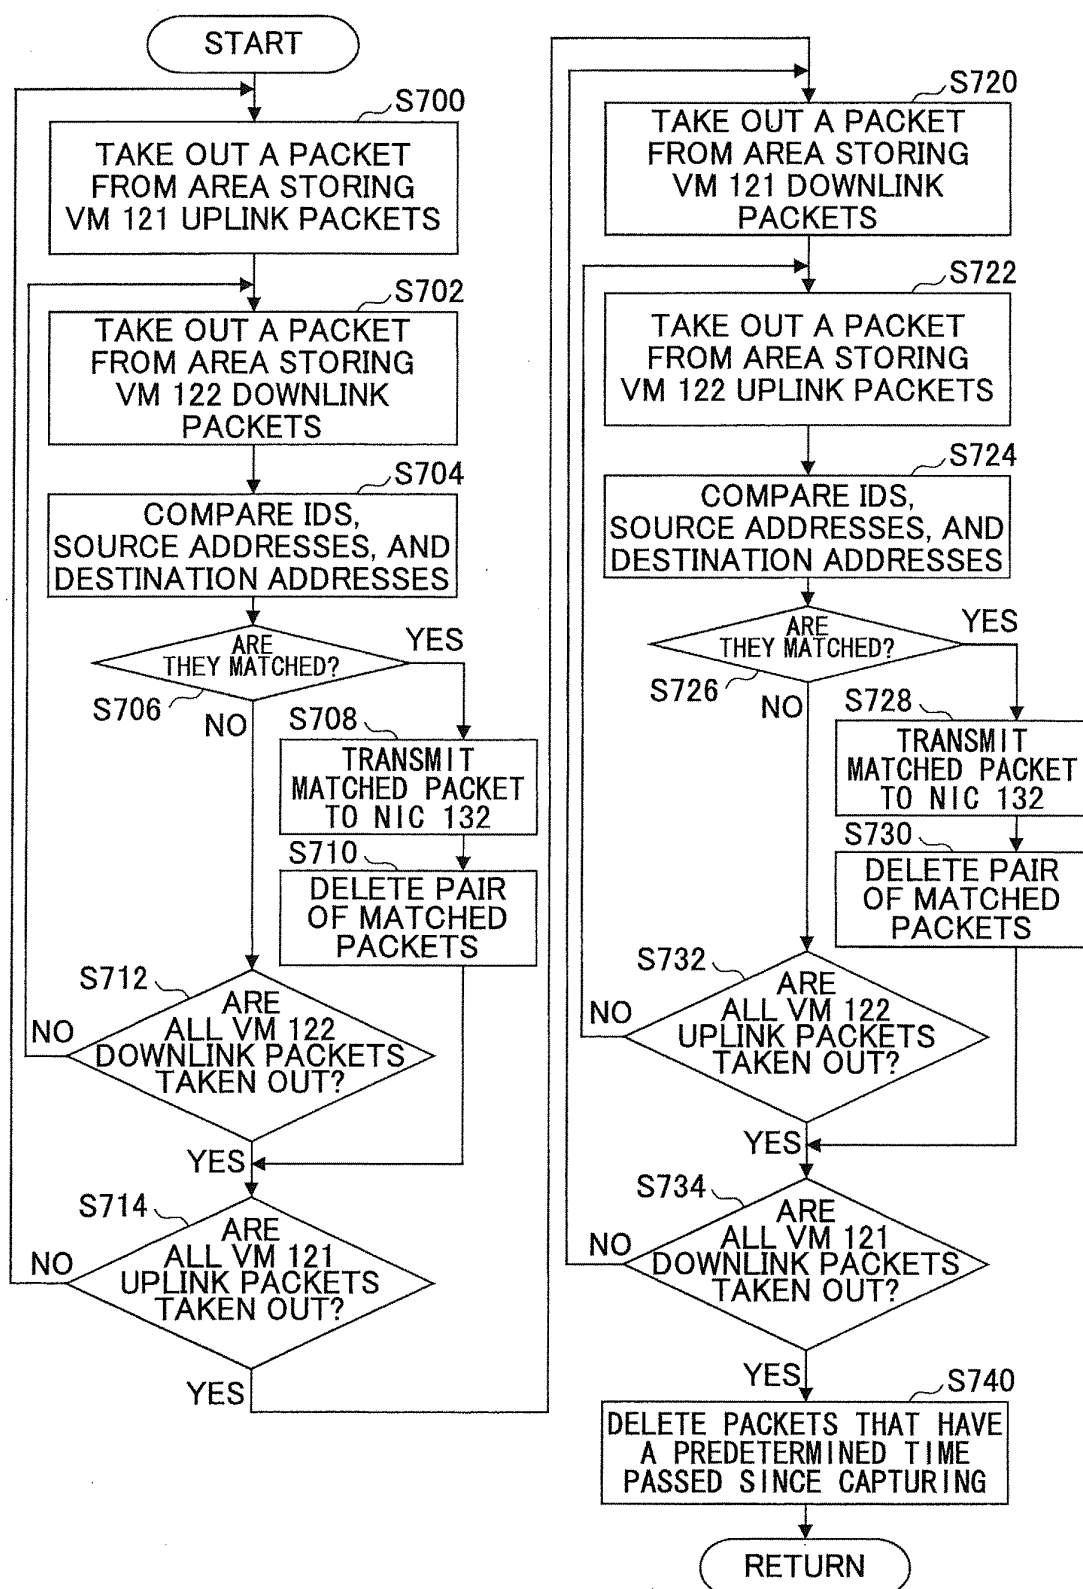 START
S700
TAKE OUT A PACKET
FROM AREA STORING
VM 121 UPLINK PACKETS
S702
TAKE OUT A PACKET
FROM AREA STORING
VM 122 DOWNLINK
PACKETS
S704
COMPARE IDS,
SOURCE ADDRESSES, AND
DESTINATION ADDRESSES
ARE
THEY MATCHED?
YES
S706
NO
S708
TRANSMIT
MATCHED PACKET
TO NIC 132
S710
DELETE PAIR
OF MATCHED
PACKETS
S712
ARE
ALL VM 122
DOWNLINK PACKETS
TAKEN OUT?
NO
YES
S714
ARE
ALL VM 121
UPLINK PACKETS
TAKEN OUT?
NO
YES
S720
TAKE OUT A PACKET
FROM AREA STORING
VM 121 DOWNLINK
PACKETS
S722
TAKE OUT A PACKET
FROM AREA STORING
VM 122 UPLINK PACKETS
S724
COMPARE IDS,
SOURCE ADDRESSES, AND
DESTINATION ADDRESSES
ARE
THEY MATCHED?
YES
S726
NO
S728
TRANSMIT
MATCHED PACKET
TO NIC 132
S730
DELETE PAIR
OF MATCHED
PACKETS
S732
ARE
ALL VM 122
UPLINK PACKETS
TAKEN OUT?
NO
YES
S734
ARE
ALL VM 121
DOWNLINK PACKETS
TAKEN OUT?
NO
YES
S740
DELETE PACKETS THAT HAVE
A PREDETERMINED TIME
PASSED SINCE CAPTURING
RETURN